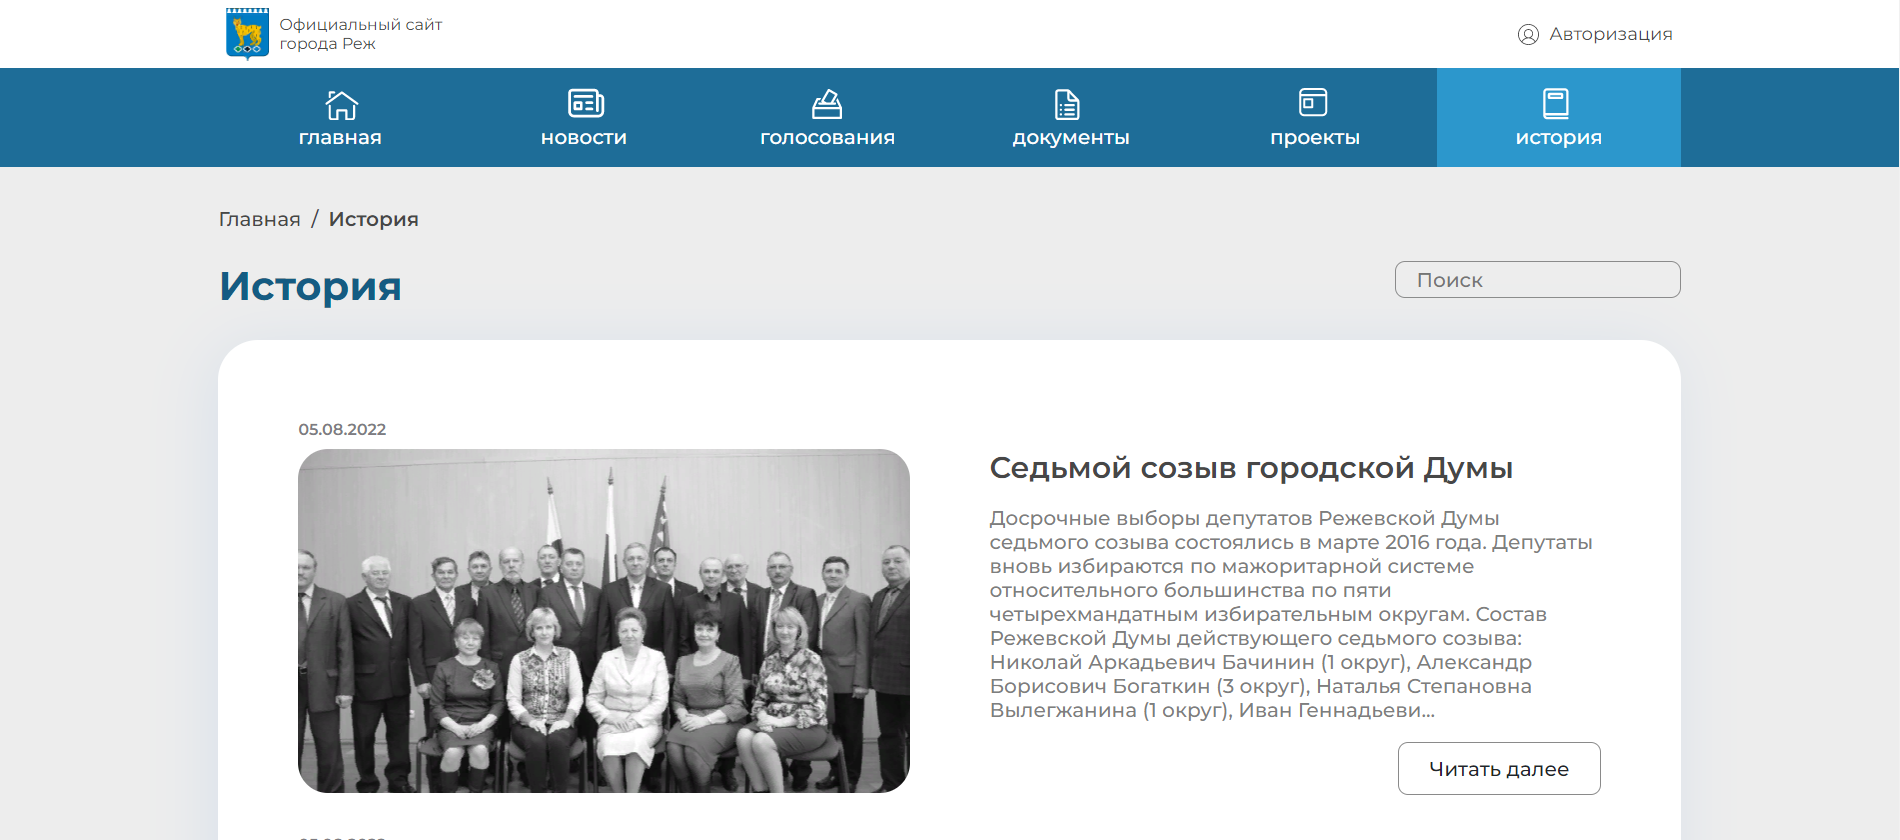 Официальный сайт
города Реж
Авторизация
главная
новости
голосования
документы
проекты
история
Главная / История
История
Поиск
05.08.2022
Седьмой созыв городской Думы
Досрочные выборы депутатов Режевской Думы
седьмого созыва состоялись в марте 2016 года. Депутаты
вновь избираются по мажоритарной системе
относительного большинства по пяти
четырехмандатным избирательным округам. Состав
Режевской Думы действующего седьмого созыва:
Николай Аркадьевич Бачинин (1 округ), Александр
Борисович Богаткин (3 округ), Наталья Степановна
Вылегжанина (1 округ), Иван Геннадьеви...
Читать далее